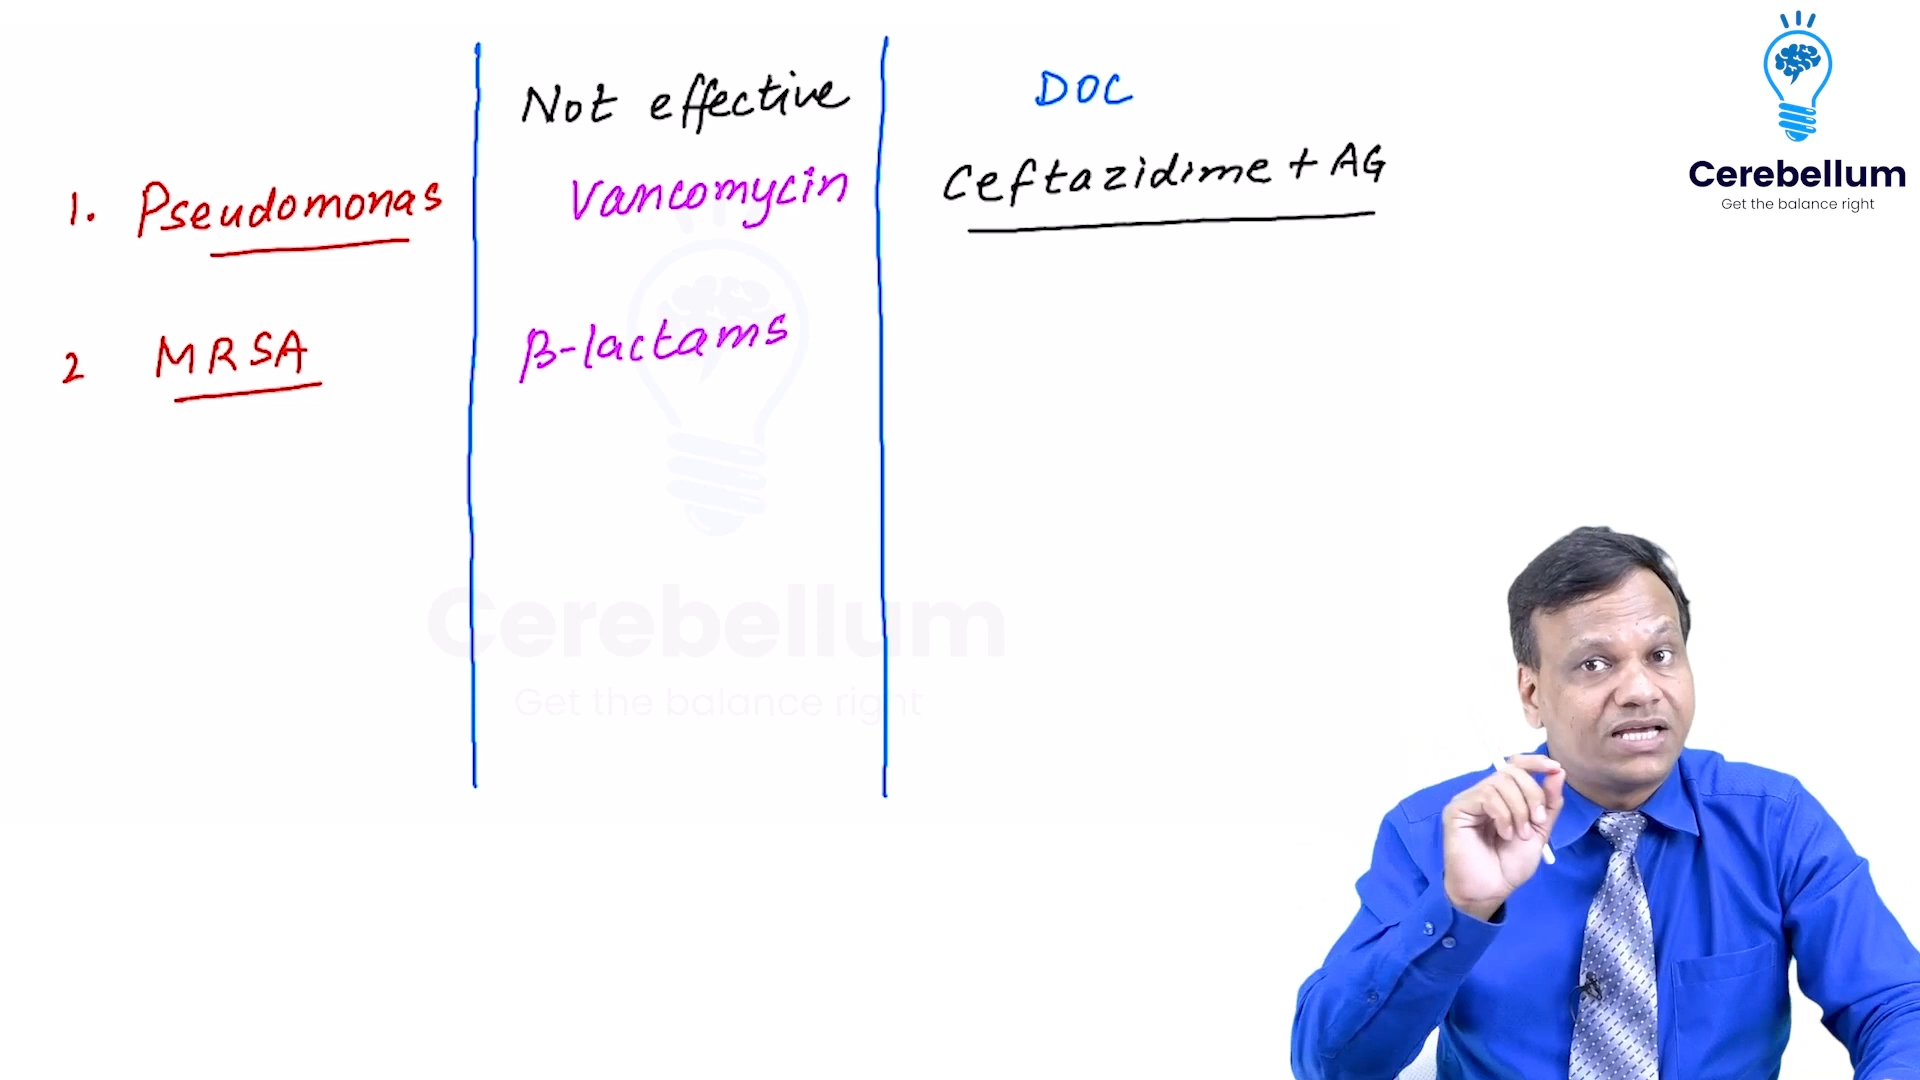 Not effective
DOC
1. Pseudomonas
Vancomycin
Ceftazidime + AG
2 MRSA
β-lactams
Cerebellum
Get the balance right
Cerebellum
Get the balance right